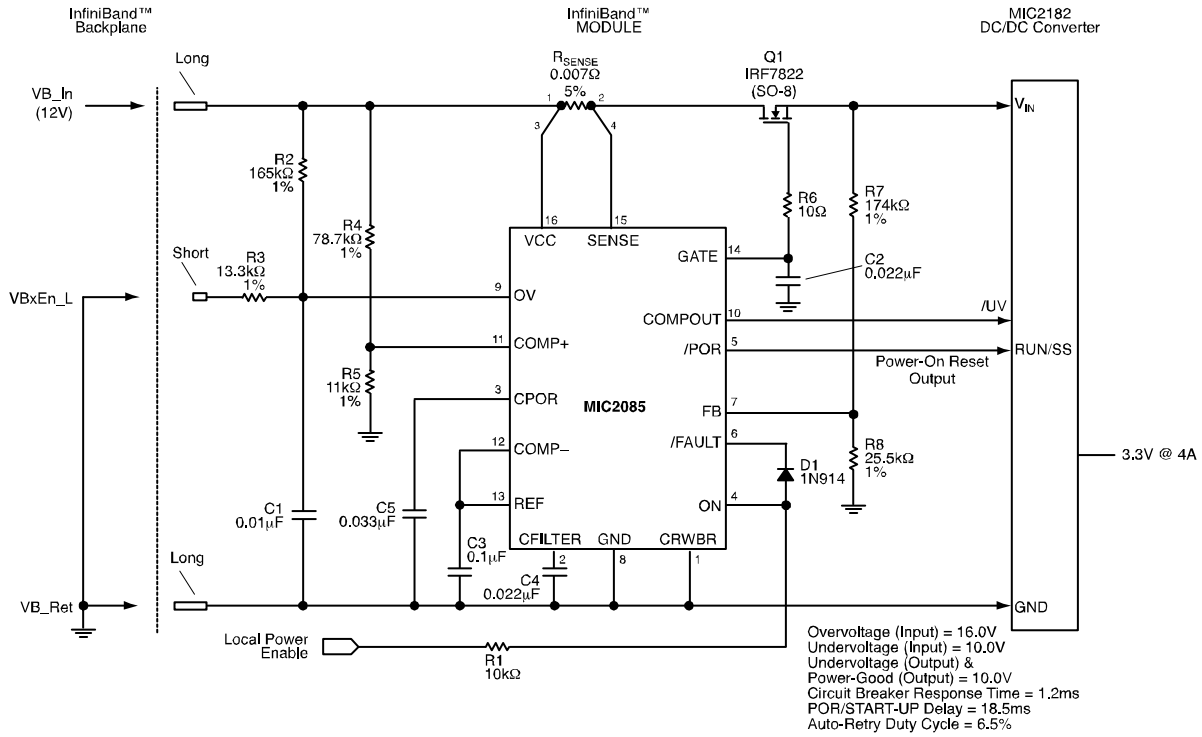 InfiniBand™
Backplane
InfiniBand™
MODULE
MIC2182
DC/DC Converter
Long
VB_In
(12V)
RSENSE
0.007Ω
5%
1
2
3
4
Q1
IRF7822
(SO-8)
VIN
R2
165kΩ
1%
R4
78.7kΩ
1%
16
15
VCC
SENSE
R6
10Ω
R7
174kΩ
1%
GATE
14
C2
0.022µF
Short
R3
13.3kΩ
1%
VBxEn_L
9
OV
COMPOUT
10
/UV
11
COMP+
/POR
5
RUN/SS
Power-On Reset
Output
R5
11kΩ
1%
3
CPOR
MIC2085
FB
7
12
COMP–
/FAULT
6
R8
25.5kΩ
1%
D1
1N914
3.3V @ 4A
13
REF
ON
4
C1
0.01µF
C5
0.033µF
C3
0.1µF
CFILTER
GND
CRWBR
2
8
1
C4
0.022µF
Long
VB_Ret
GND
Local Power
Enable
R1
10kΩ
Overvoltage (Input) = 16.0V
Undervoltage (Input) = 10.0V
Undervoltage (Output) &
Power-Good (Output) = 10.0V
Circuit Breaker Response Time = 1.2ms
POR/START-UP Delay = 18.5ms
Auto-Retry Duty Cycle = 6.5%